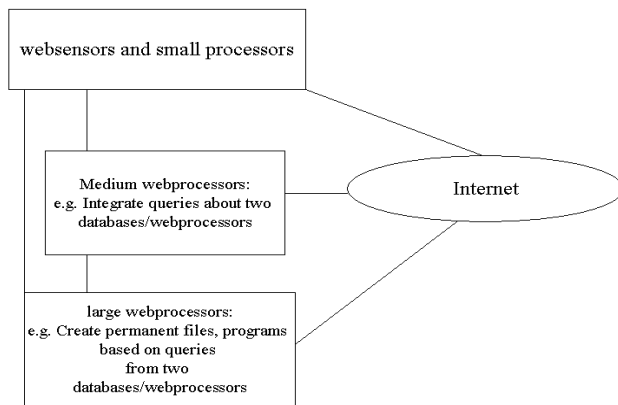 websensors and small processors
Medium webprocessors:
e.g. Integrate queries about two
databases/webprocessors
Internet
large webprocessors:
e.g. Create permanent files, programs
based on queries
from two
databases/webprocessors